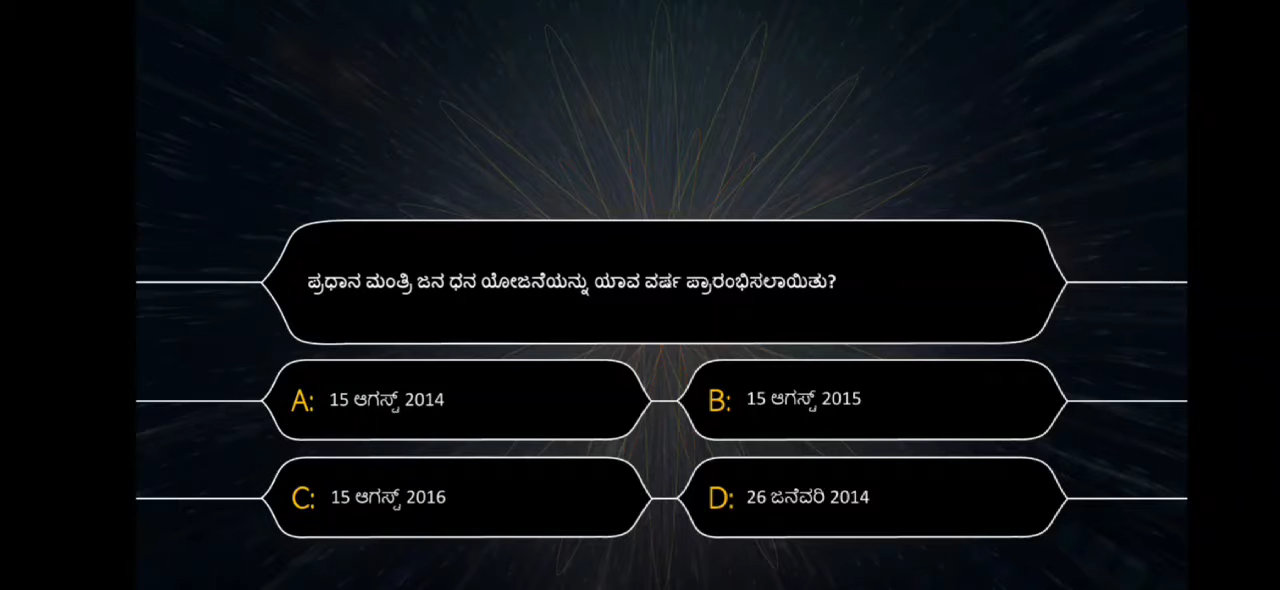 ಪ್ರಧಾನ ಮಂತ್ರಿ ಜನ ಧನ ಯೋಜನೆಯನ್ನು ಯಾವ ವರ್ಷ ಪ್ರಾರಂಭಿಸಲಾಯಿತು?
A: 15 ಆಗಸ್ಟ್ 2014
B: 15 ಆಗಸ್ಟ್ 2015
C: 15 ಆಗಸ್ಟ್ 2016
D: 26 ಜನೆವರಿ 2014